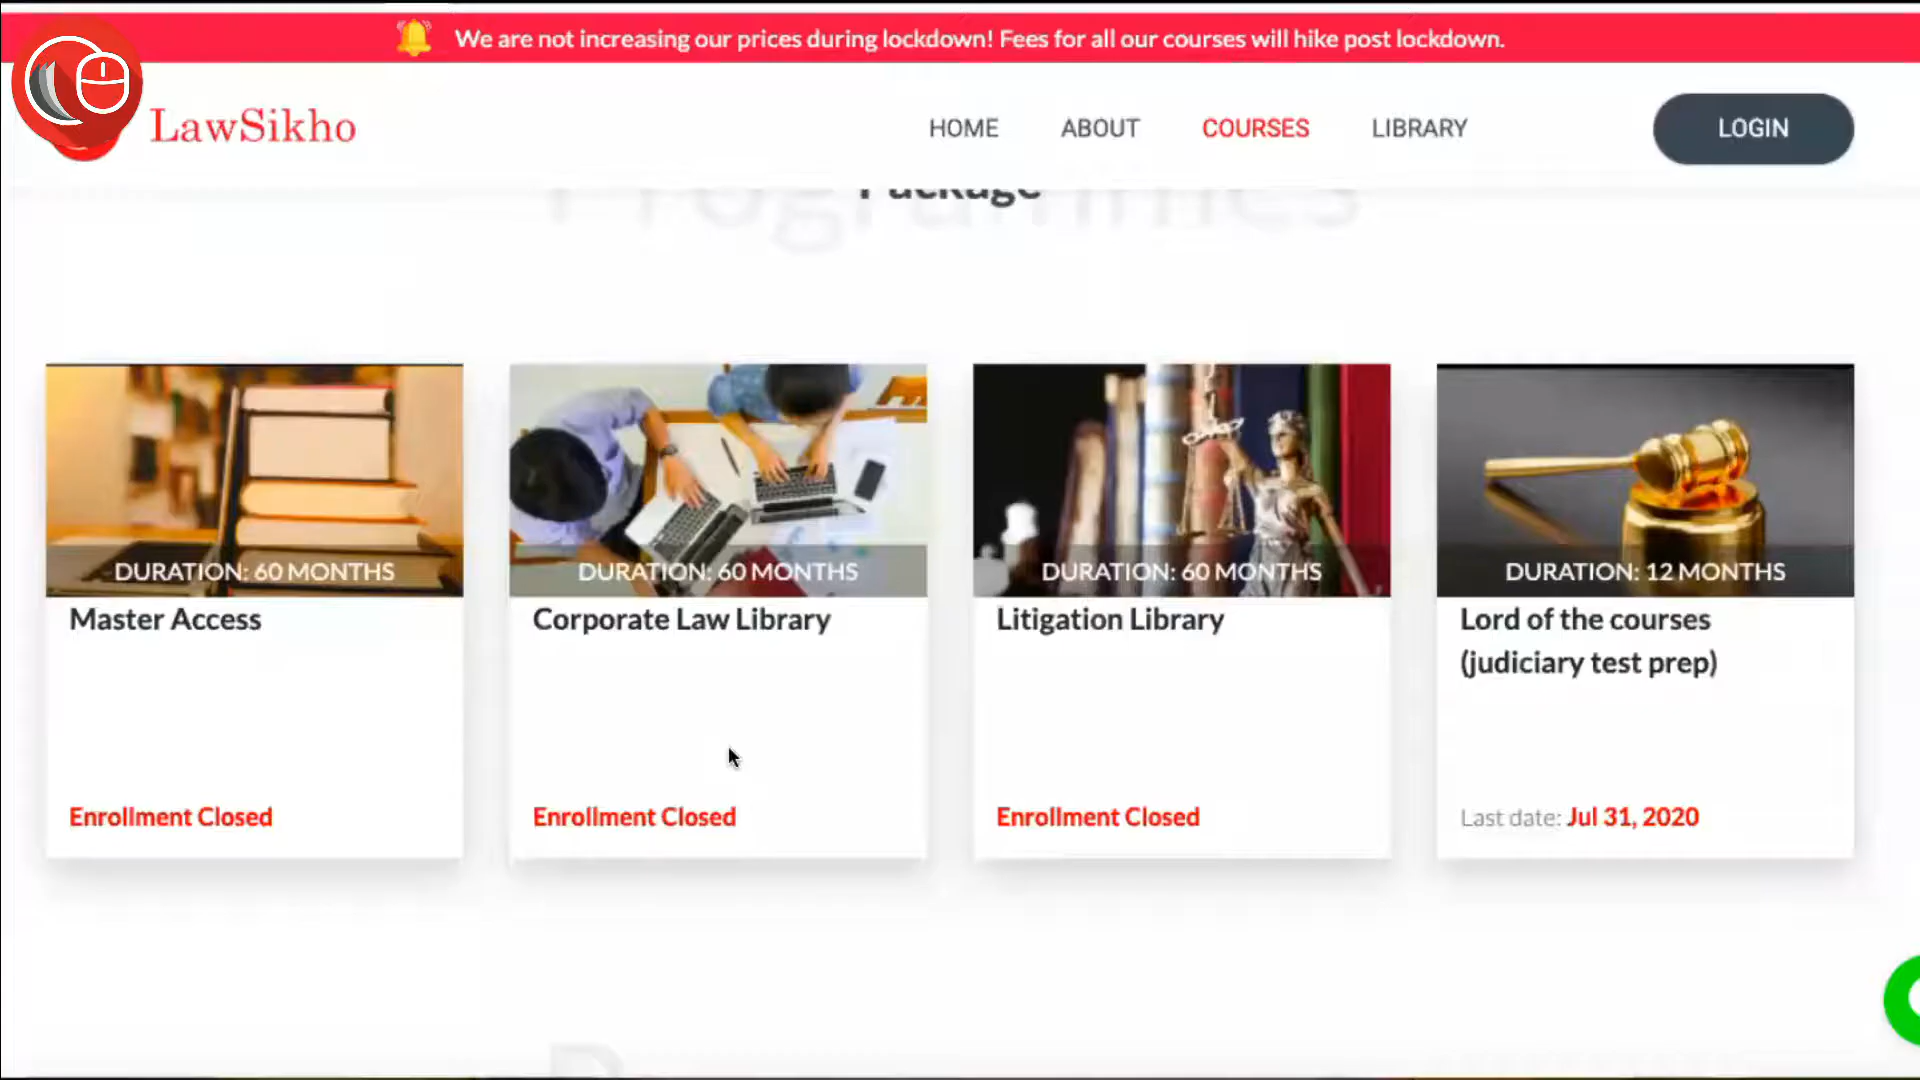 We are not increasing our prices during lockdown! Fees for all our courses will hike post lockdown.
LawSikho
HOME ABOUT COURSES LIBRARY LOGIN
Programmes
Package
DURATION: 60 MONTHS
Master Access
Enrollment Closed
DURATION: 60 MONTHS
Corporate Law Library
Enrollment Closed
DURATION: 60 MONTHS
Litigation Library
Enrollment Closed
DURATION: 12 MONTHS
Lord of the courses
(judiciary test prep)
Last date: Jul 31, 2020